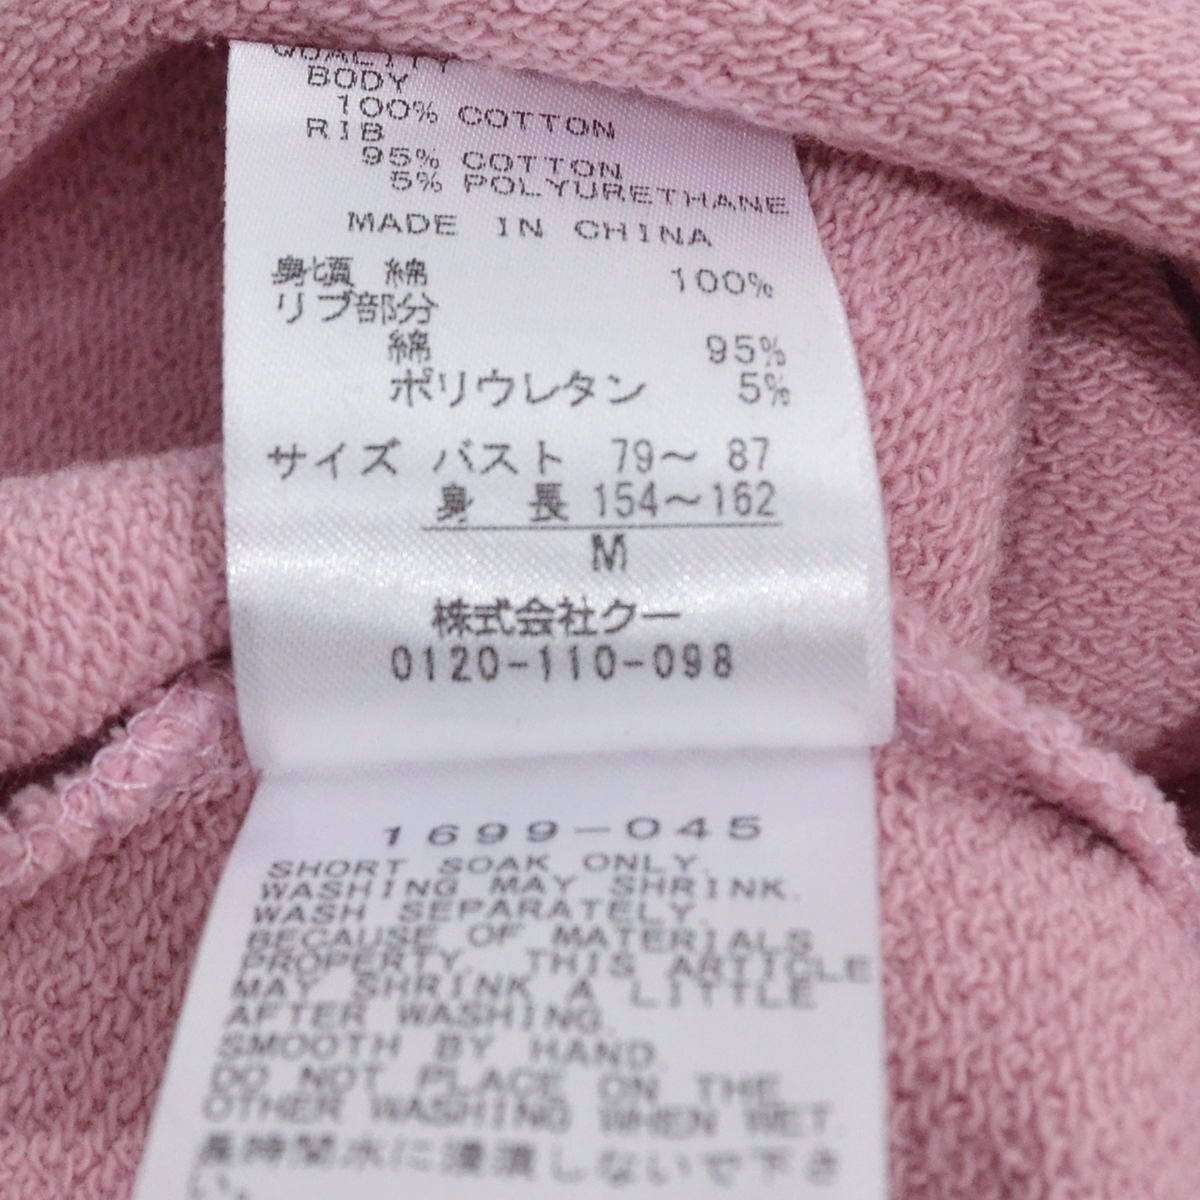 QUALITY
BODY
100% COTTON
RIB
95% COTTON
5% POLYURETHANE
MADE IN CHINA
身頃 綿 100%
リブ部分
綿 95%
ポリウレタン 5%
サイズ バスト 79〜 87
身 長 154〜162
M
株式会社クー
0120-110-098
1699-045
SHORT SOAK ONLY.
WASHING MAY SHRINK.
WASH SEPARATELY.
BECAUSE OF MATERIALS
PROPERTY, THIS ARTICLE
MAY SHRINK A LITTLE
AFTER WASHING.
SMOOTH BY HAND.
DO NOT PLACE ON THE
OTHER WASHING WHEN WET.
長時間水に浸漬しないで下さ
い。